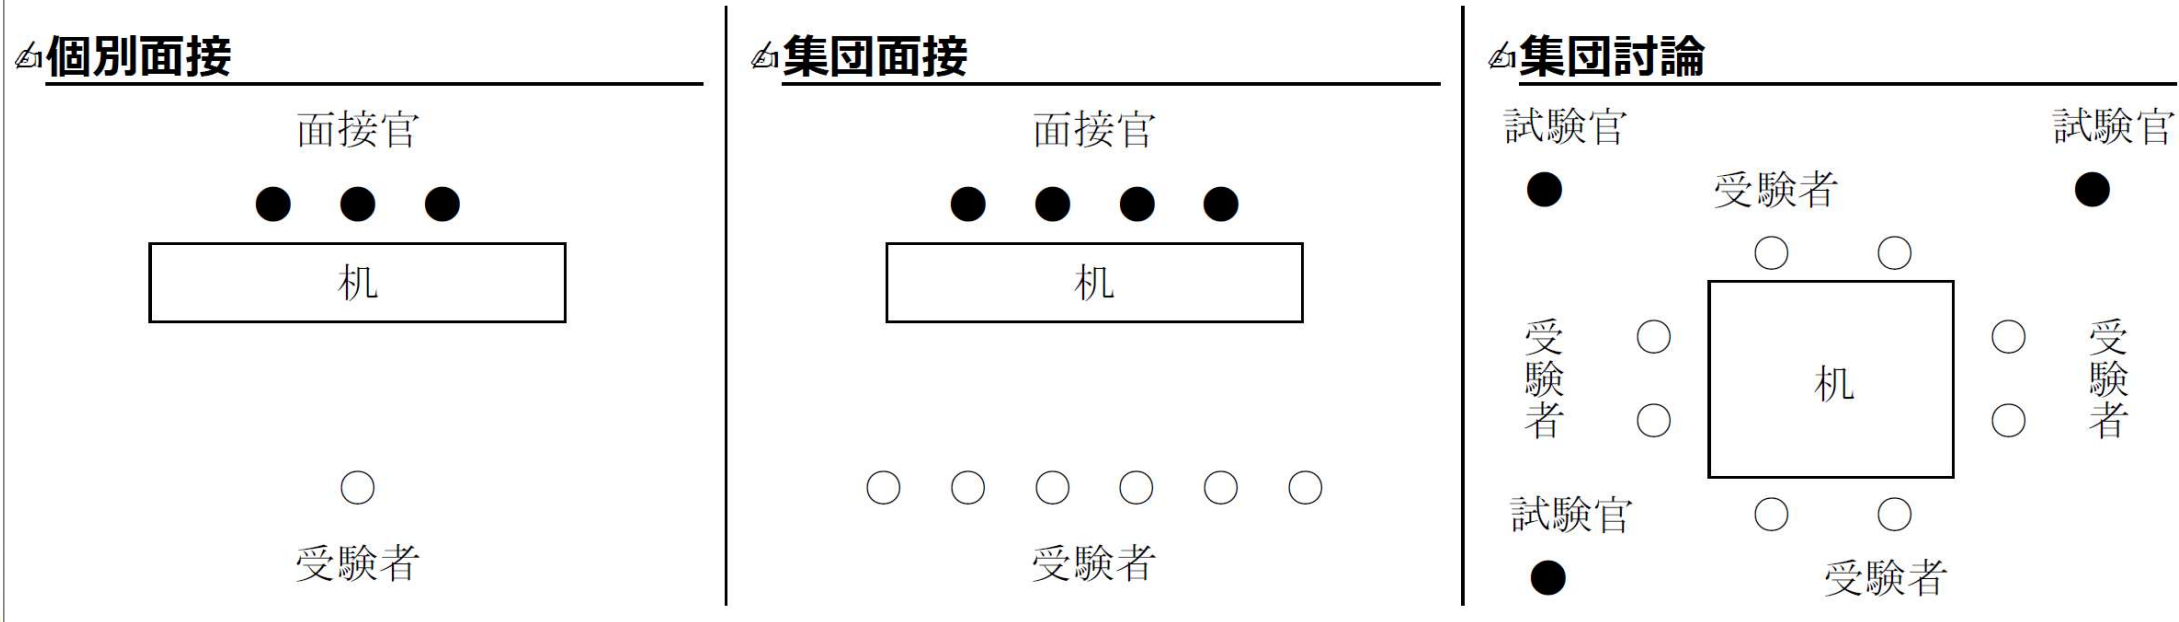 ✍個別面接
面接官
● ● ●
机
○
受験者
✍集団面接
面接官
● ● ● ●
机
○ ○ ○ ○ ○ ○
受験者
✍集団討論
試験官
試験官
● 受験者 ●
○ ○
受験者
○
○
机
○
○
受験者
試験官
○ ○
● 受験者